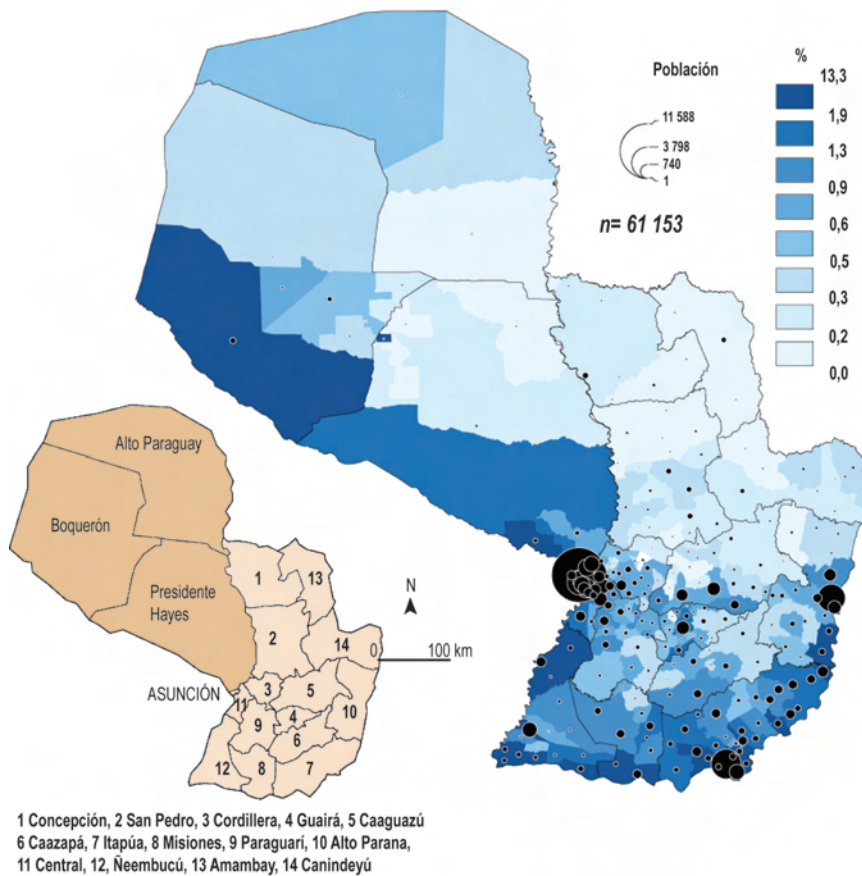 Población
11 588
3 798
740
1
n= 61 153
%
13,3
1,9
1,3
0,9
0,6
0,5
0,3
0,2
0,0
Alto Paraguay
Boquerón
Presidente
Hayes
ASUNCIÓN
N
0 100 km
1
13
2
14
3
5
11
4
10
9
6
12
8
7
1 Concepción, 2 San Pedro, 3 Cordillera, 4 Guairá, 5 Caaguazú
6 Caazapá, 7 Itapúa, 8 Misiones, 9 Paraguarí, 10 Alto Parana,
11 Central, 12, Ñeembucú, 13 Amambay, 14 Canindeyú